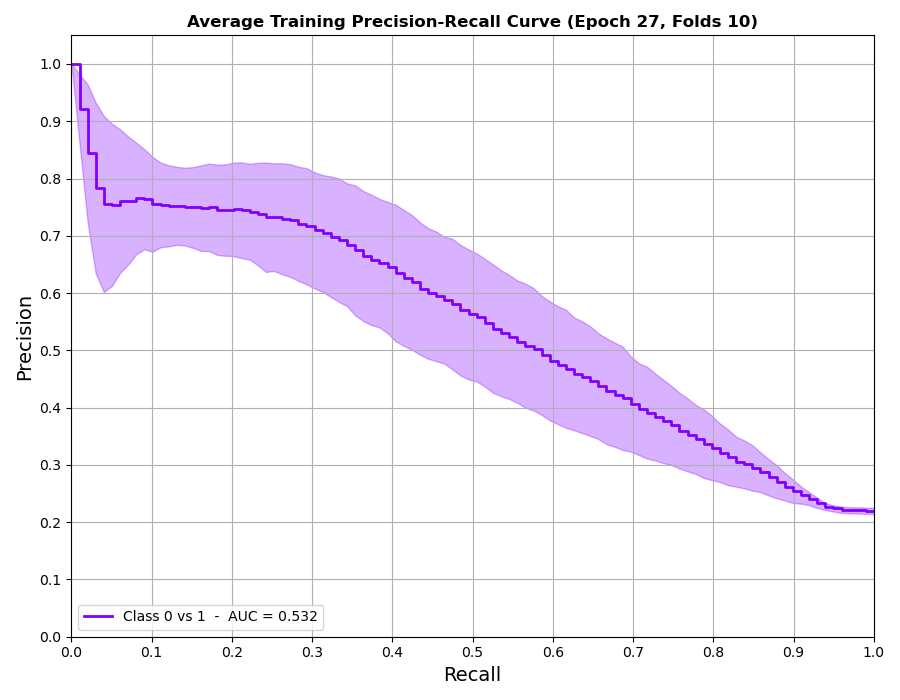 Average Training Precision-Recall Curve (Epoch 27, Folds 10)
Precision
1.0
0.9
0.8
0.7
0.6
0.5
0.4
0.3
0.2
0.1
0.0
Class 0 vs 1 - AUC = 0.532
0.0 0.1 0.2 0.3 0.4 0.5 0.6 0.7 0.8 0.9 1.0
Recall